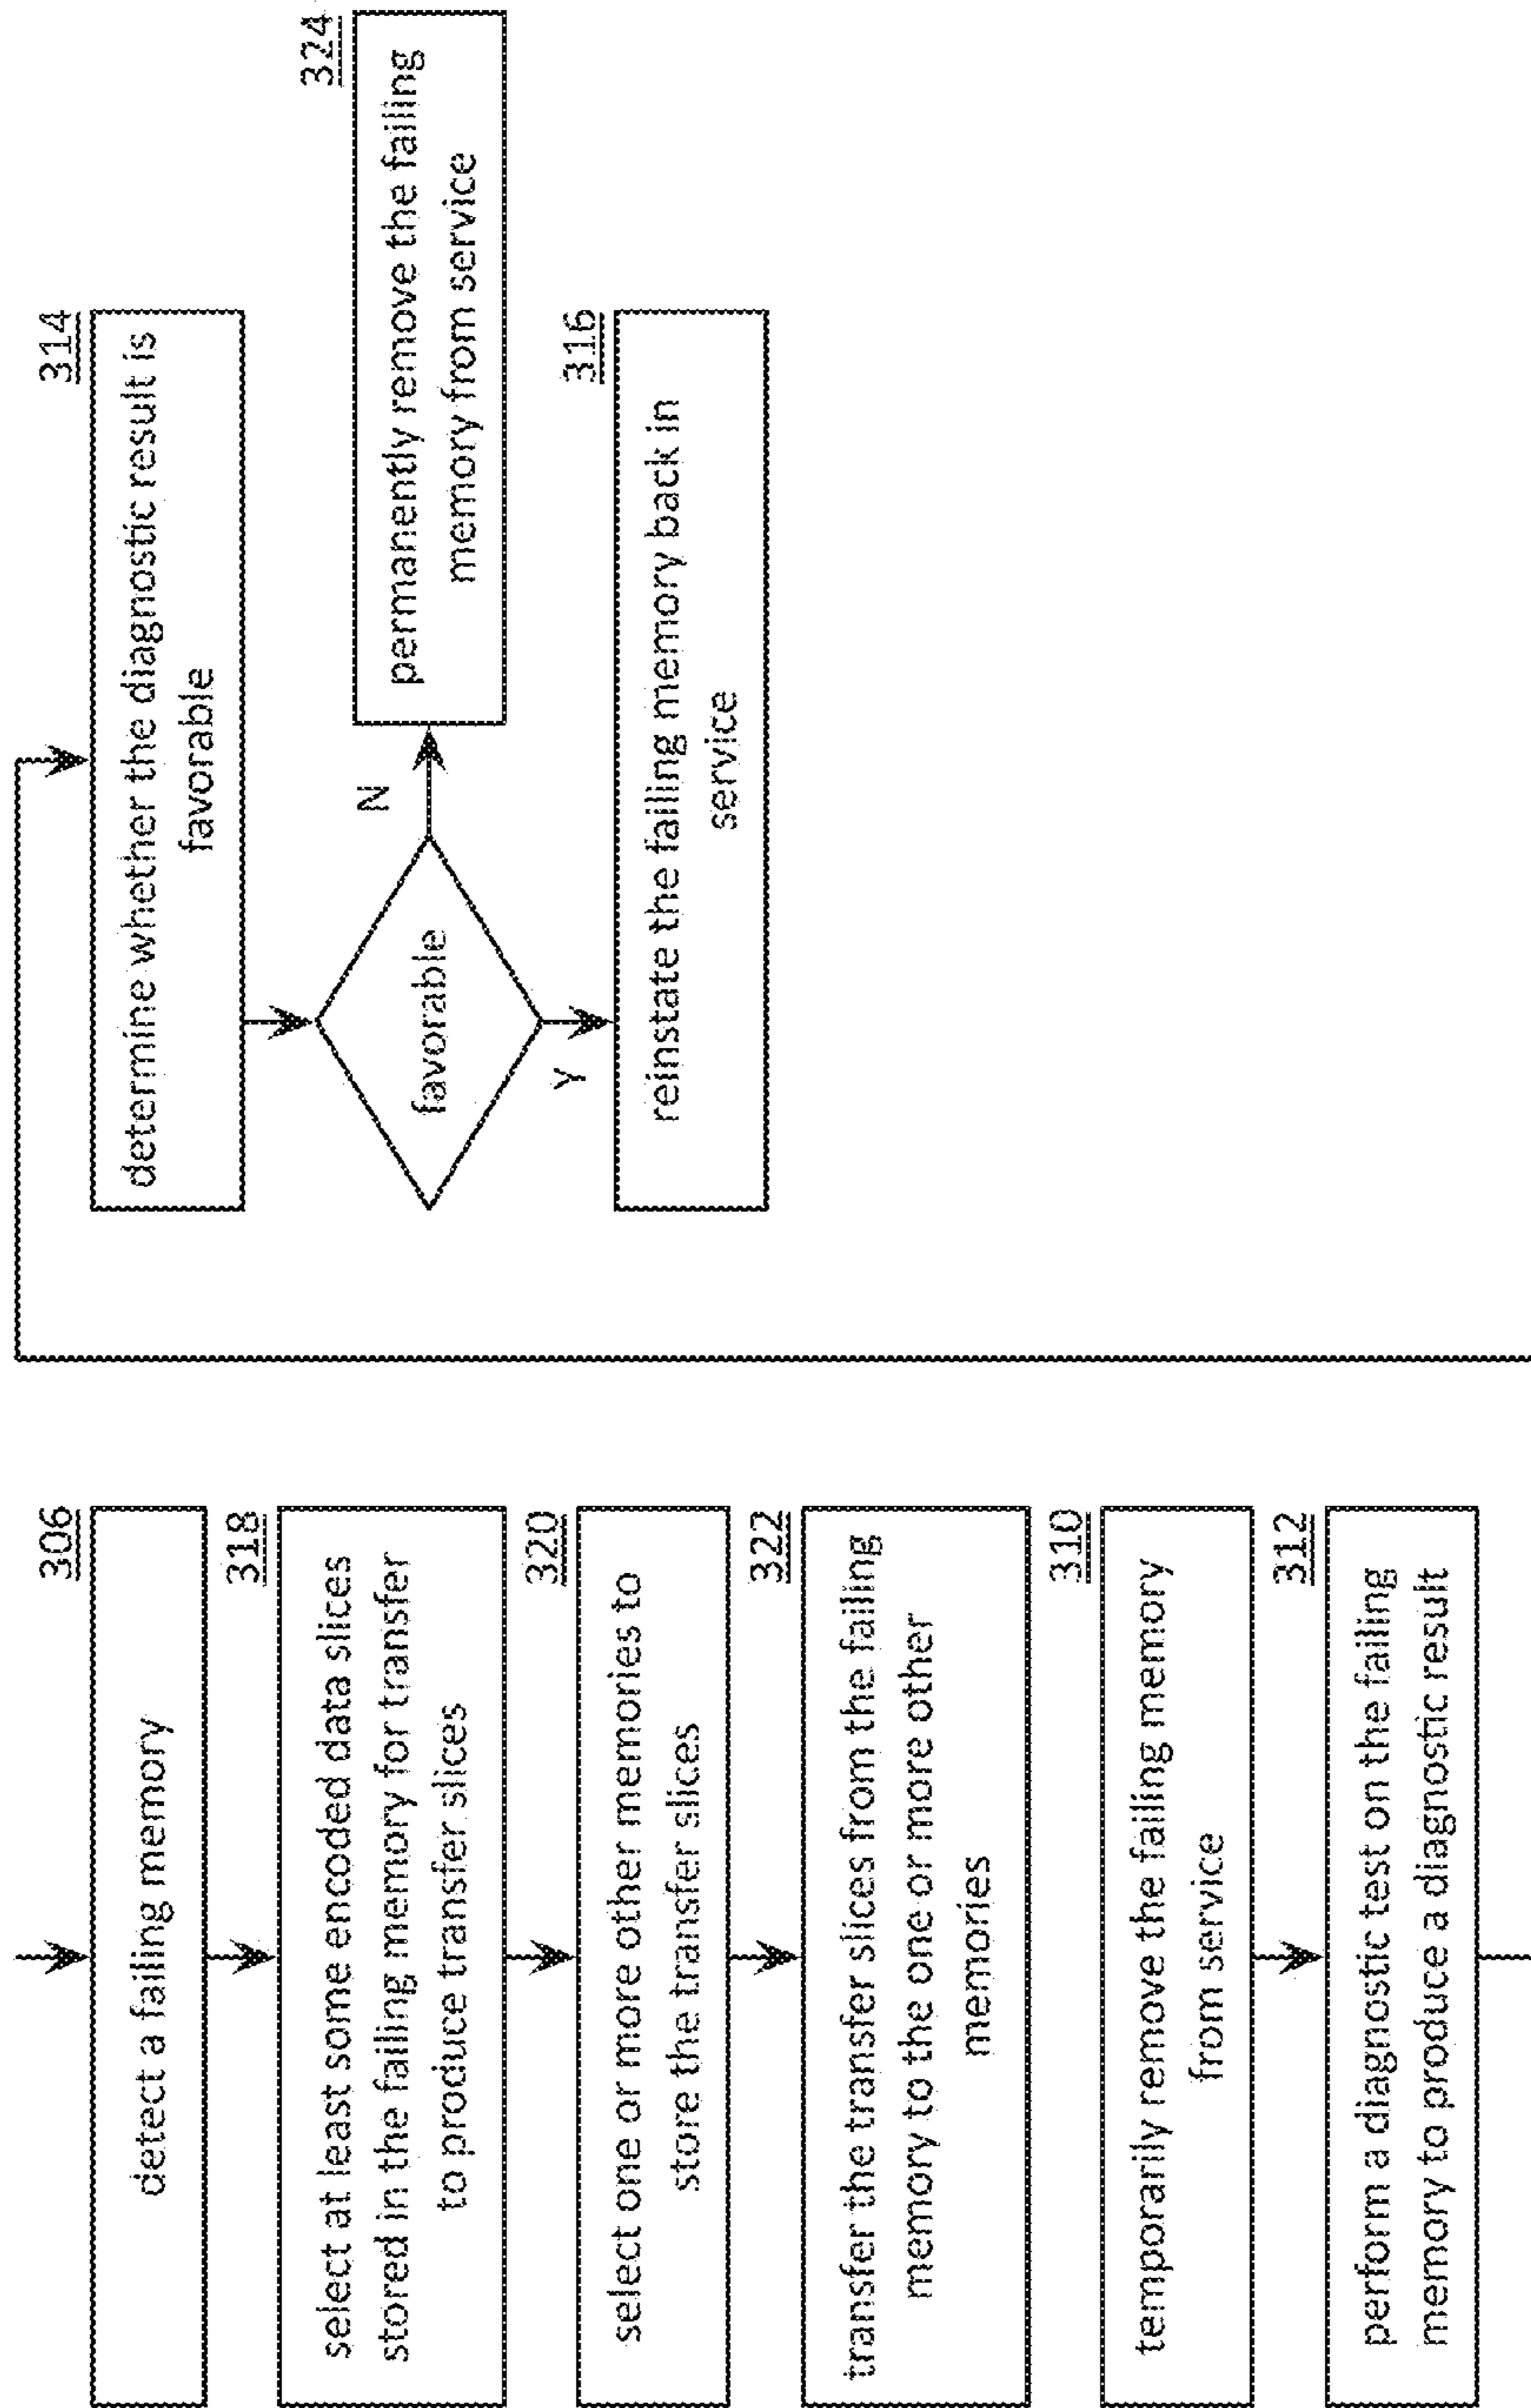 306
detect a failing memory
318
select at least some encoded data slices
stored in the failing memory for transfer
to produce transfer slices
320
select one or more other memories to
store the transfer slices
322
transfer the transfer slices from the failing
memory to the one or more other
memories
310
temporarily remove the failing memory
from service
312
perform a diagnostic test on the failing
memory to produce a diagnostic result
314
determine whether the diagnostic result is
favorable
favorable
N
324
permanently remove the failing
memory from service
Y
316
reinstate the failing memory back in
service